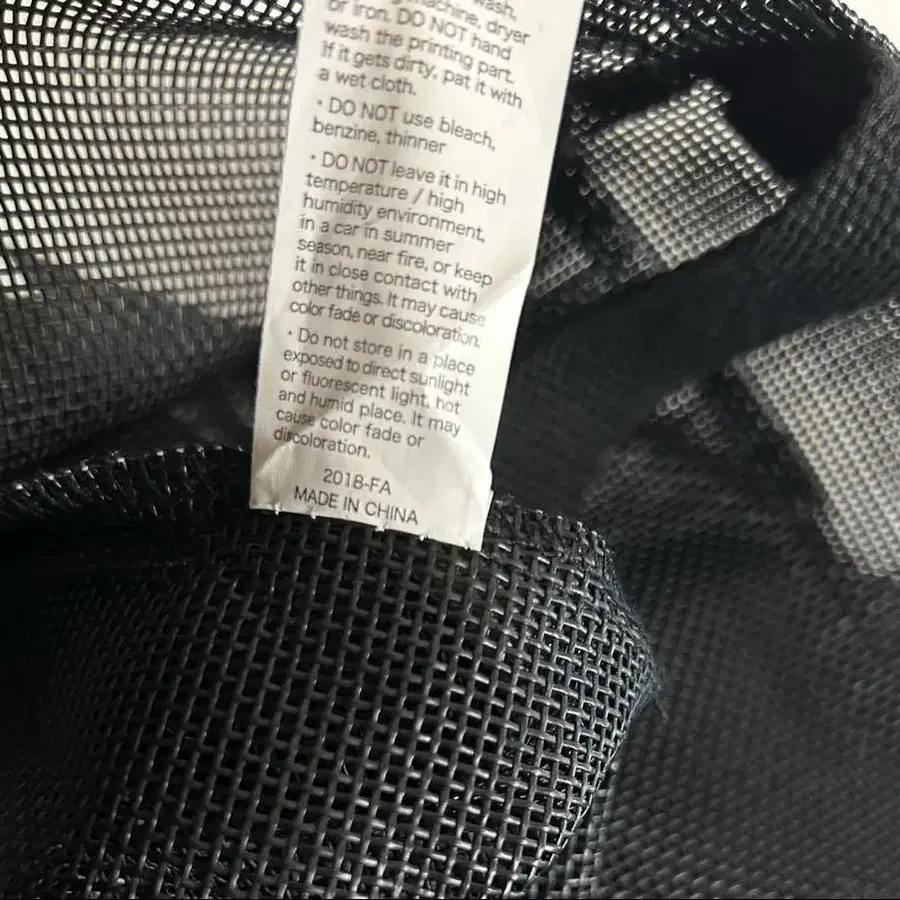 wash,
machine, dryer
or iron. DO NOT hand
wash the printing part.
If it gets dirty, pat it with
a wet cloth.
· DO NOT use bleach,
benzine, thinner
· DO NOT leave it in high
temperature / high
humidity environment,
in a car in summer
season, near fire, or keep
it in close contact with
other things. It may cause
color fade or discoloration.
· Do not store in a place
exposed to direct sunlight
or fluorescent light, hot
and humid place. It may
cause color fade or
discoloration.
2018-FA
MADE IN CHINA